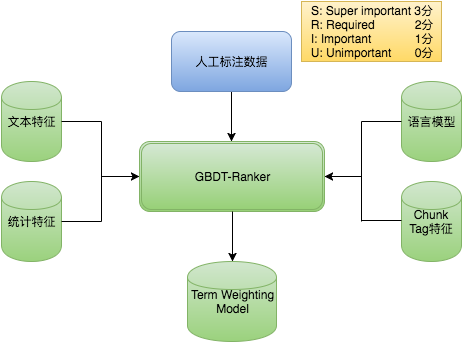 S: Super important 3分
R: Required 2分
I: Important 1分
U: Unimportant 0分
人工标注数据
文本特征
语言模型
GBDT-Ranker
统计特征
Chunk
Tag特征
Term Weighting
Model